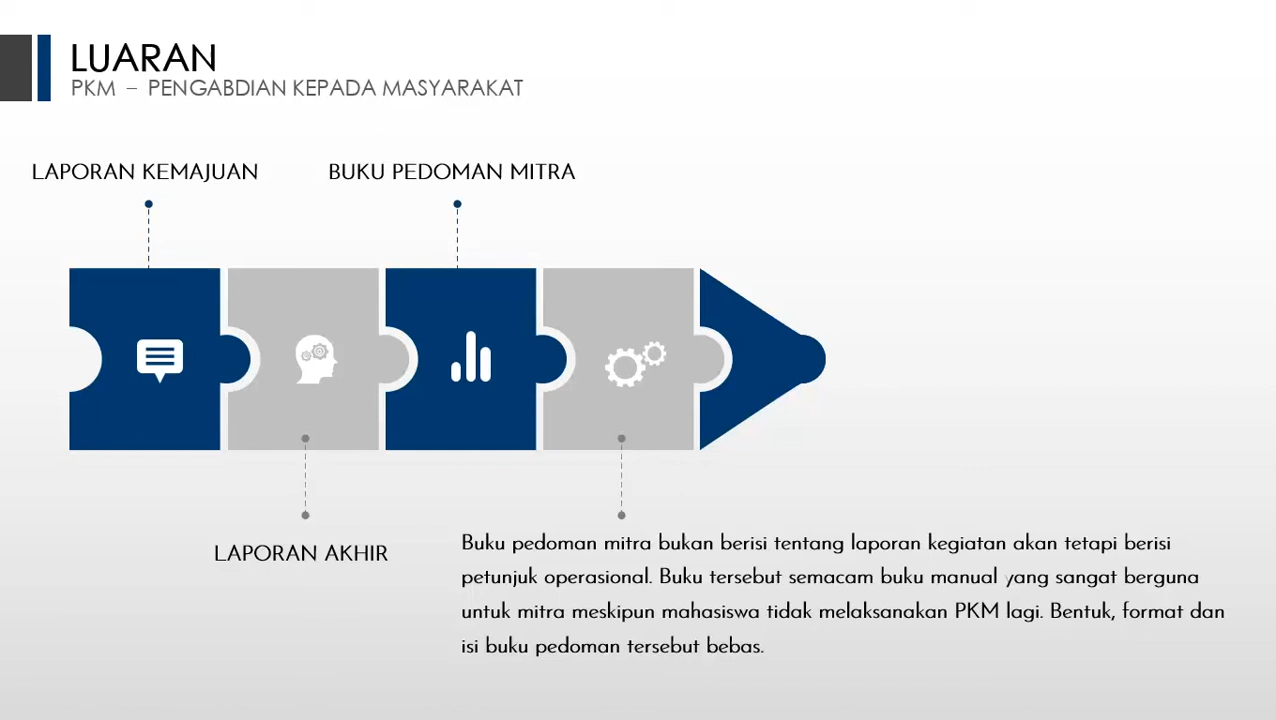 LUARAN
PKM – PENGABDIAN KEPADA MASYARAKAT
LAPORAN KEMAJUAN
BUKU PEDOMAN MITRA
LAPORAN AKHIR
Buku pedoman mitra bukan berisi tentang laporan kegiatan akan tetapi berisi
petunjuk operasional. Buku tersebut semacam buku manual yang sangat berguna
untuk mitra meskipun mahasiswa tidak melaksanakan PKM lagi. Bentuk, format dan
isi buku pedoman tersebut bebas.